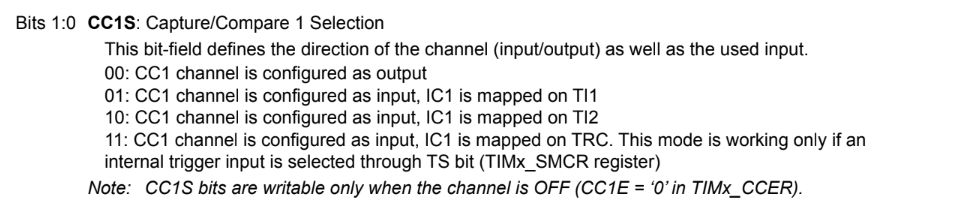 Bits 1:0 CC1S: Capture/Compare 1 Selection
This bit-field defines the direction of the channel (input/output) as well as the used input.
00: CC1 channel is configured as output
01: CC1 channel is configured as input, IC1 is mapped on TI1
10: CC1 channel is configured as input, IC1 is mapped on TI2
11: CC1 channel is configured as input, IC1 is mapped on TRC. This mode is working only if an
internal trigger input is selected through TS bit (TIMx_SMCR register)
Note: CC1S bits are writable only when the channel is OFF (CC1E = ‘0’ in TIMx_CCER).